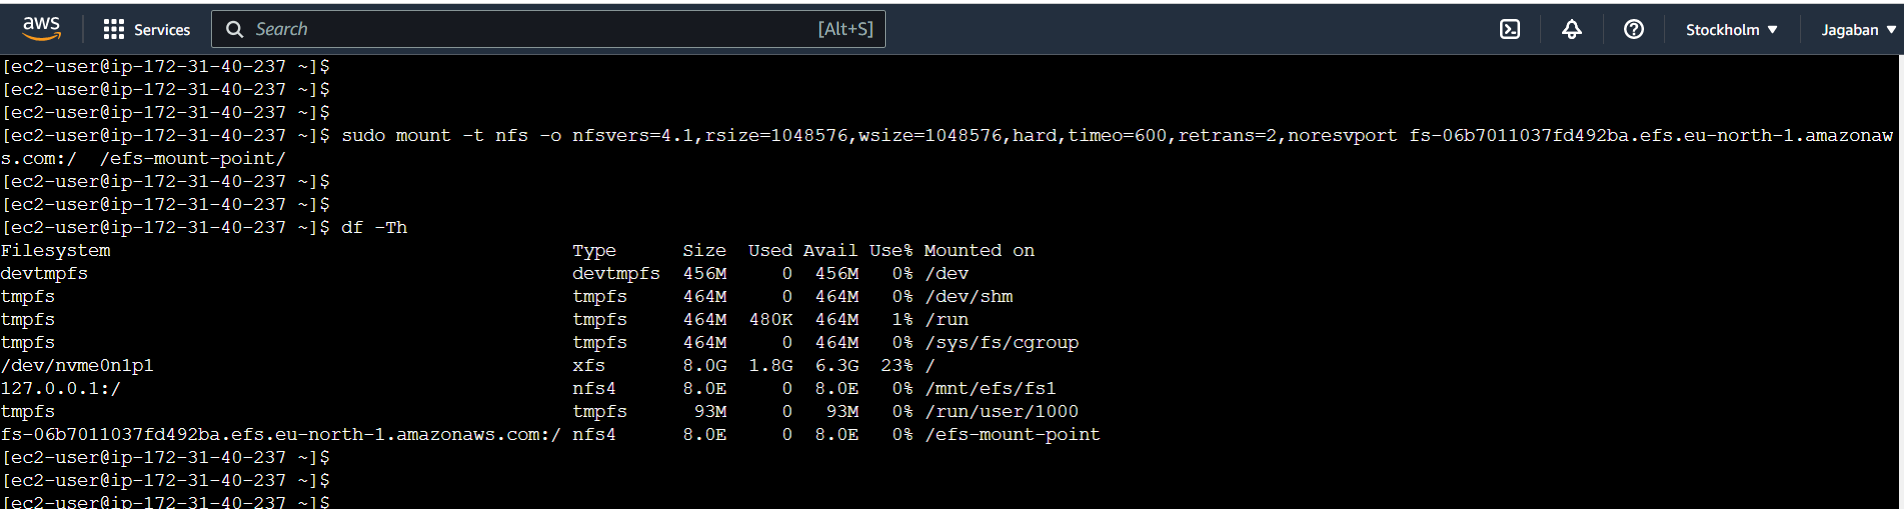 aws Services Search [Alt+S] Stockholm ▼ Jagaban ▼
[ec2-user@ip-172-31-40-237 ~]$
[ec2-user@ip-172-31-40-237 ~]$
[ec2-user@ip-172-31-40-237 ~]$
[ec2-user@ip-172-31-40-237 ~]$ sudo mount -t nfs -o nfsvers=4.1,rsize=1048576,wsize=1048576,hard,timeo=600,retrans=2,noresvport fs-06b7011037fd492ba.efs.eu-north-1.amazonaw
s.com:/  /efs-mount-point/
[ec2-user@ip-172-31-40-237 ~]$
[ec2-user@ip-172-31-40-237 ~]$
[ec2-user@ip-172-31-40-237 ~]$ df -Th
Filesystem Type Size Used Avail Use% Mounted on
devtmpfs devtmpfs 456M 0 456M 0% /dev
tmpfs tmpfs 464M 0 464M 0% /dev/shm
tmpfs tmpfs 464M 480K 464M 1% /run
tmpfs tmpfs 464M 0 464M 0% /sys/fs/cgroup
/dev/nvme0n1p1 xfs 8.0G 1.8G 6.3G 23% /
127.0.0.1:/ nfs4 8.0E 0 8.0E 0% /mnt/efs/fs1
tmpfs tmpfs 93M 0 93M 0% /run/user/1000
fs-06b7011037fd492ba.efs.eu-north-1.amazonaws.com:/ nfs4 8.0E 0 8.0E 0% /efs-mount-point
[ec2-user@ip-172-31-40-237 ~]$
[ec2-user@ip-172-31-40-237 ~]$
[ec2-user@ip-172-31-40-237 ~]$